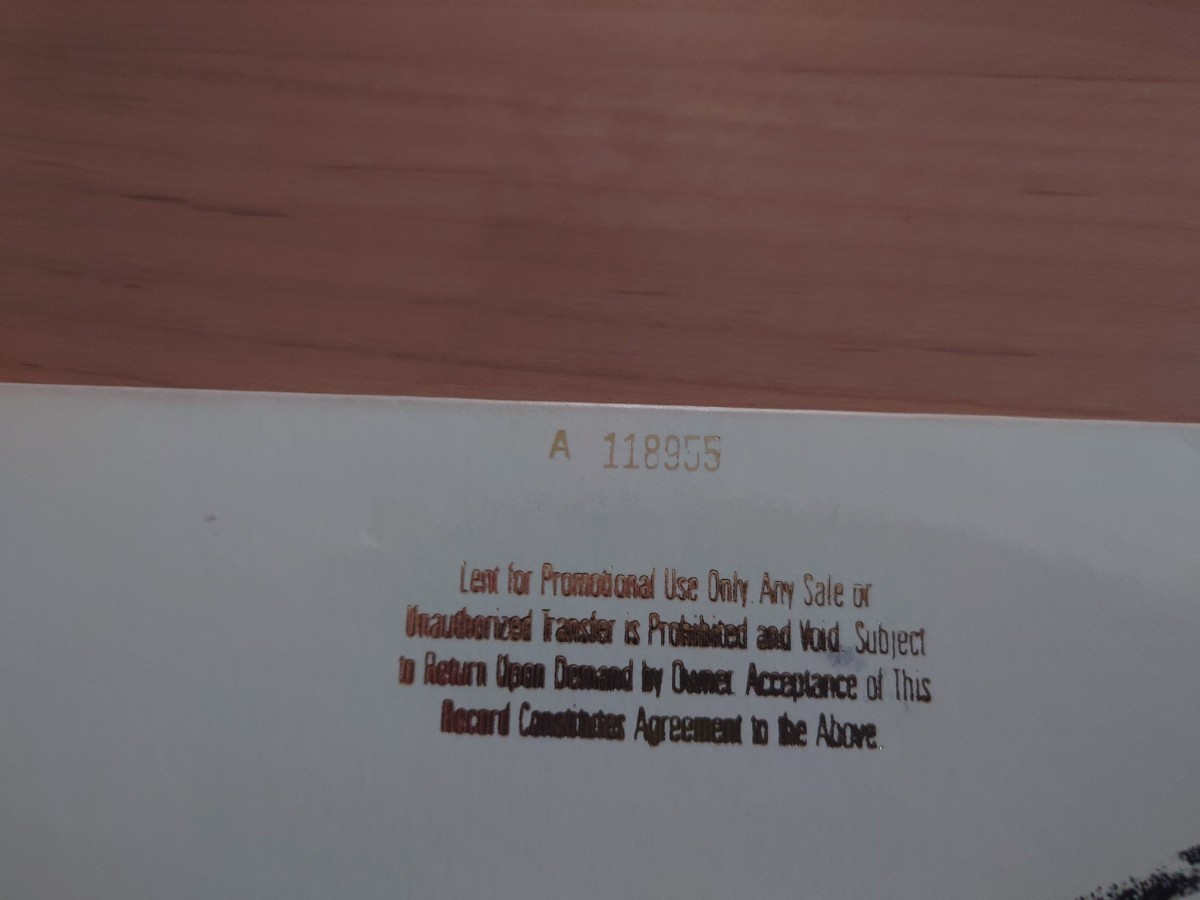 A 118955
Lent for Promotional Use Only. Any Sale or
Unauthorized Transfer is Prohibited and Void. Subject
to Return Upon Demand by Owner. Acceptance of This
Record Constitutes Agreement to the Above.